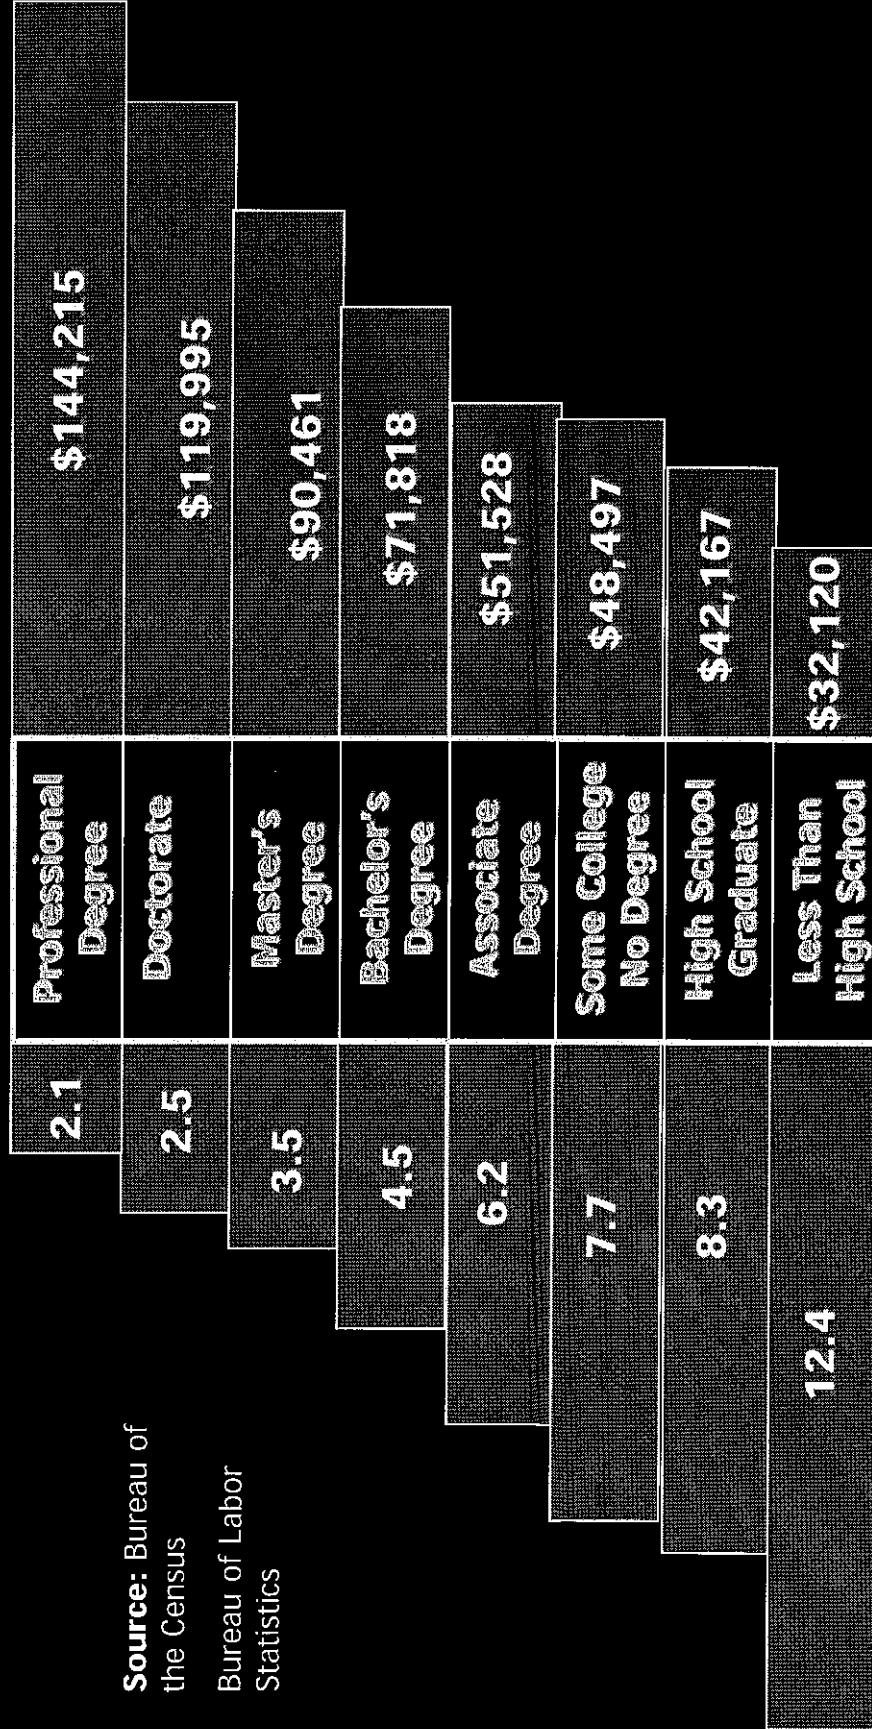 2.1
Professional
Degree
$144,215
2.5
Doctorate
$119,995
3.5
Master's
Degree
$90,461
4.5
Bachelor's
Degree
$71,818
6.2
Associate
Degree
$51,528
7.7
Some College
No Degree
$48,497
8.3
High School
Graduate
$42,167
12.4
Less Than
High School
$32,120
Source: Bureau of
the Census
Bureau of Labor
Statistics